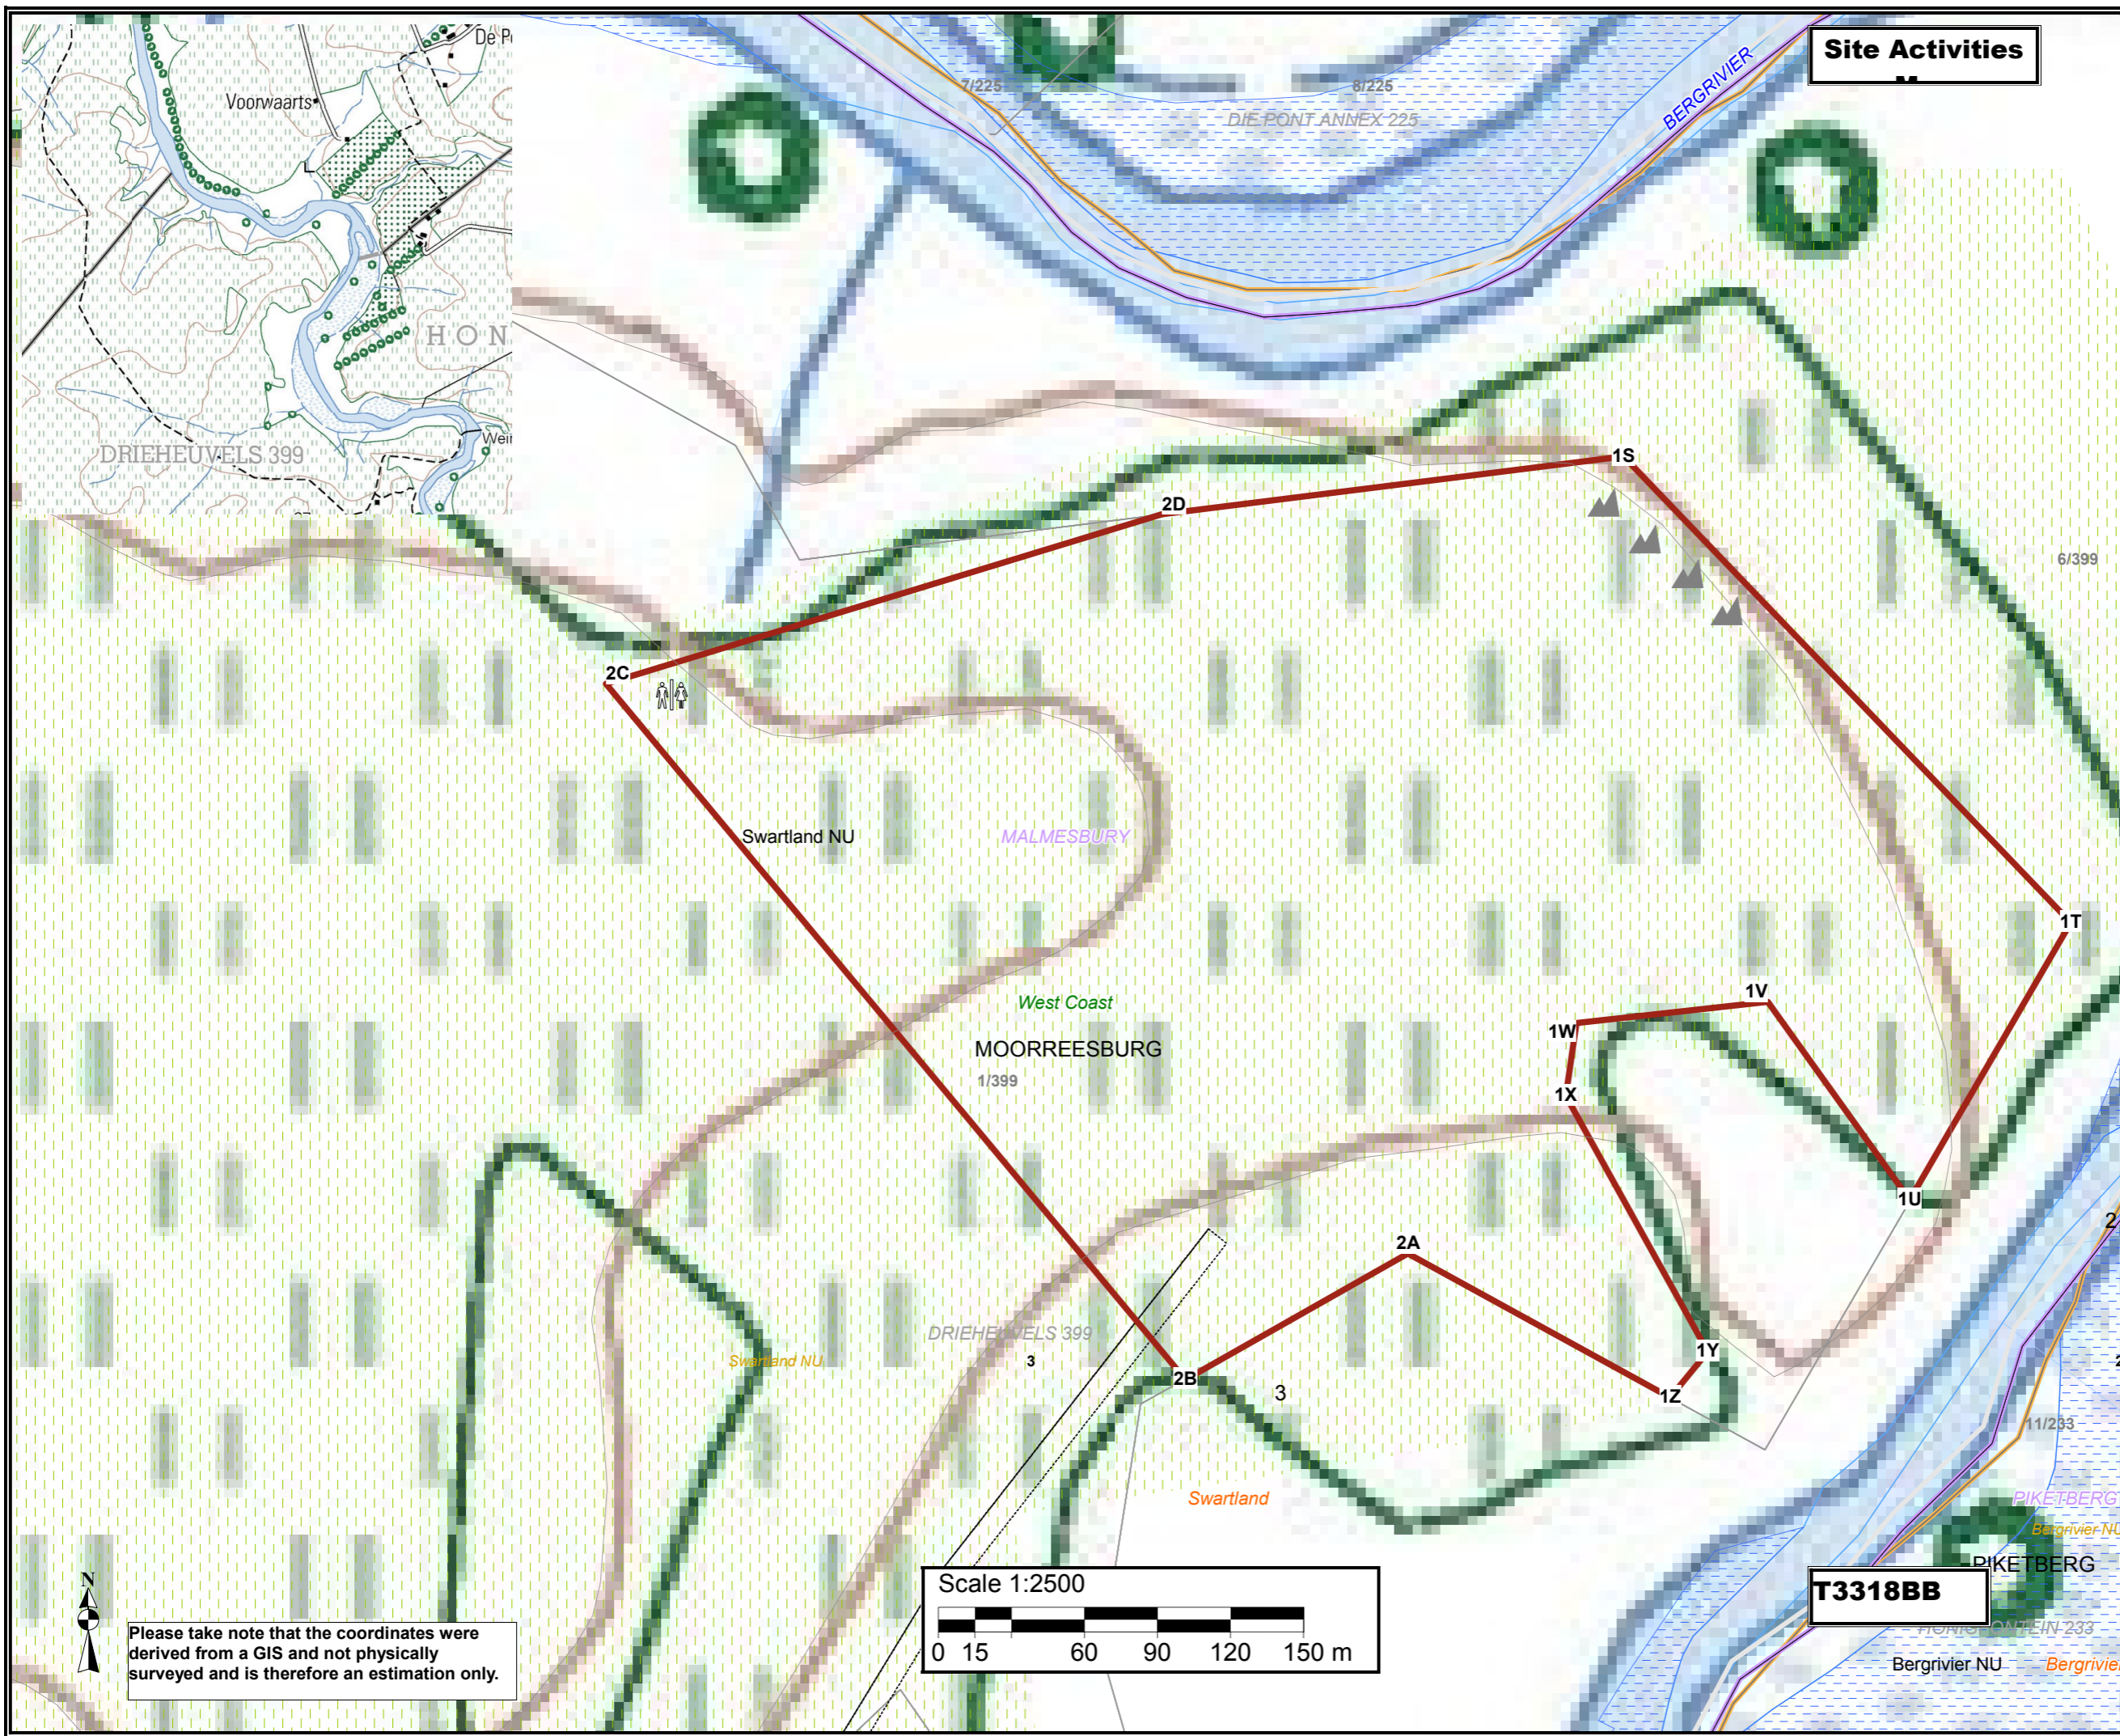 Site Activities
De P
Voorwaarts
HON
DRIEHEUVELS 399
Wein
7/225
8/225
DIE PONT ANNEX 225
BERGRIVIER
1S
2D
6/399
2C
Swartland NU
MALMESBURY
1T
West Coast
1V
1W
MOORREESBURG
1/399
1X
1U
2
2A
DRIEHEUVELS 399
Swartland NU
3
2B
3
1Y
1Z
11/233
Swartland
PIKETBERG
Bergrivier NU
PIKETBERG
T3318BB
HONIGFONTEIN 233
Bergrivier NU
Bergrivier
Scale 1:2500
0 15 60 90 120 150 m
N
Please take note that the coordinates were
derived from a GIS and not physically
surveyed and is therefore an estimation only.